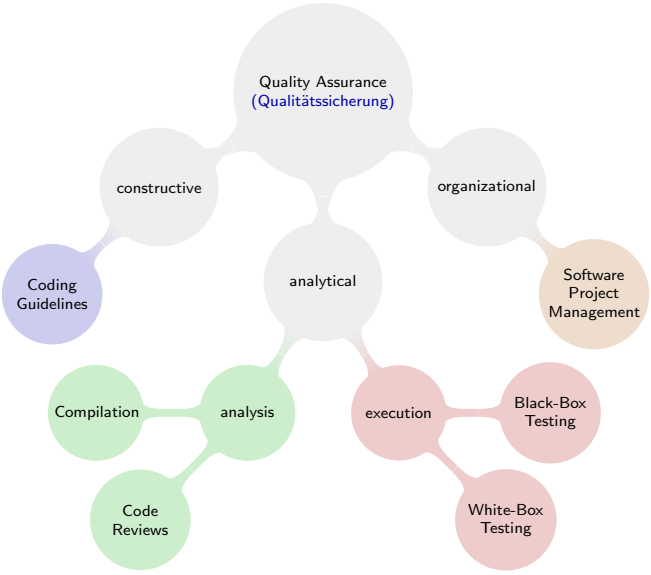 Quality Assurance
(Qualitätssicherung)
constructive
organizational
analytical
Coding
Guidelines
Software
Project
Management
Compilation
analysis
execution
Black-Box
Testing
Code
Reviews
White-Box
Testing